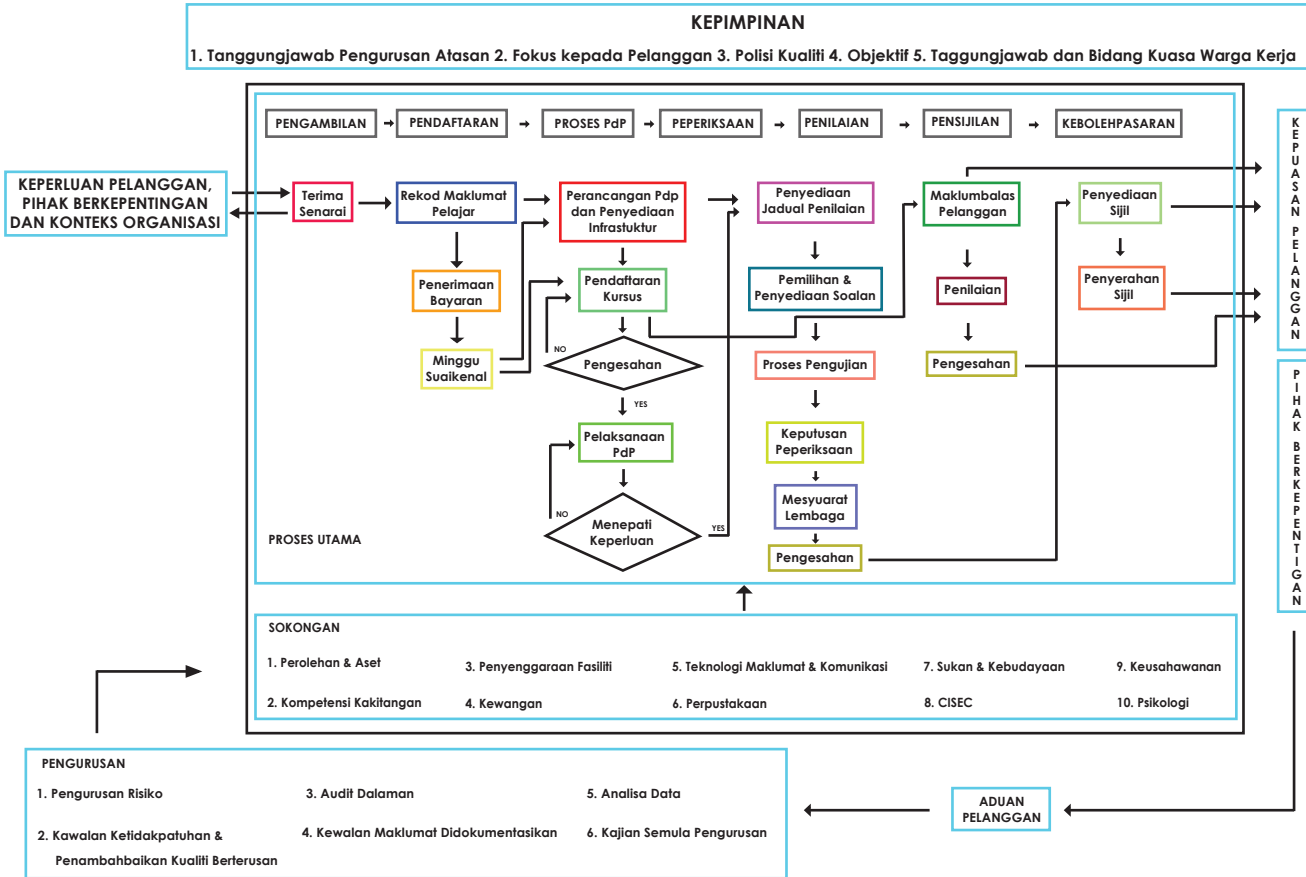 KEPIMPINAN
1. Tanggungjawab Pengurusan Atasan 2. Fokus kepada Pelanggan 3. Polisi Kualiti 4. Objektif 5. Taggungjawab dan Bidang Kuasa Warga Kerja
PENGAMBILAN
PENDAFTARAN
PROSES PdP
PEPERIKSAAN
PENILAIAN
PENSIJILAN
KEBOLEHPASARAN
KEPERLUAN PELANGGAN,
PIHAK BERKEPENTINGAN
DAN KONTEKS ORGANISASI
Terima
Senarai
Rekod Maklumat
Pelajar
Penerimaan
Bayaran
Minggu
Suaikenal
Perancangan Pdp
dan Penyediaan
Infrastuktur
Pendaftaran
Kursus
NO
Pengesahan
YES
Pelaksanaan
PdP
NO
Menepati
Keperluan
YES
Penyediaan
Jadual Penilaian
Pemilihan &
Penyediaan Soalan
Proses Pengujian
Keputusan
Peperiksaan
Mesyuarat
Lembaga
Pengesahan
Maklumbalas
Pelanggan
Penilaian
Pengesahan
Penyediaan
Sijil
Penyerahan
Sijil
PROSES UTAMA
KEPUASAN PELANGGAN
PIHAK BERKEPENTIGAN
SOKONGAN
1. Perolehan & Aset
2. Kompetensi Kakitangan
3. Penyenggaraan Fasiliti
4. Kewangan
5. Teknologi Maklumat & Komunikasi
6. Perpustakaan
7. Sukan & Kebudayaan
8. CISEC
9. Keusahawanan
10. Psikologi
PENGURUSAN
1. Pengurusan Risiko
2. Kawalan Ketidakpatuhan &
Penambahbaikan Kualiti Berterusan
3. Audit Dalaman
4. Kewalan Maklumat Didokumentasikan
5. Analisa Data
6. Kajian Semula Pengurusan
ADUAN
PELANGGAN